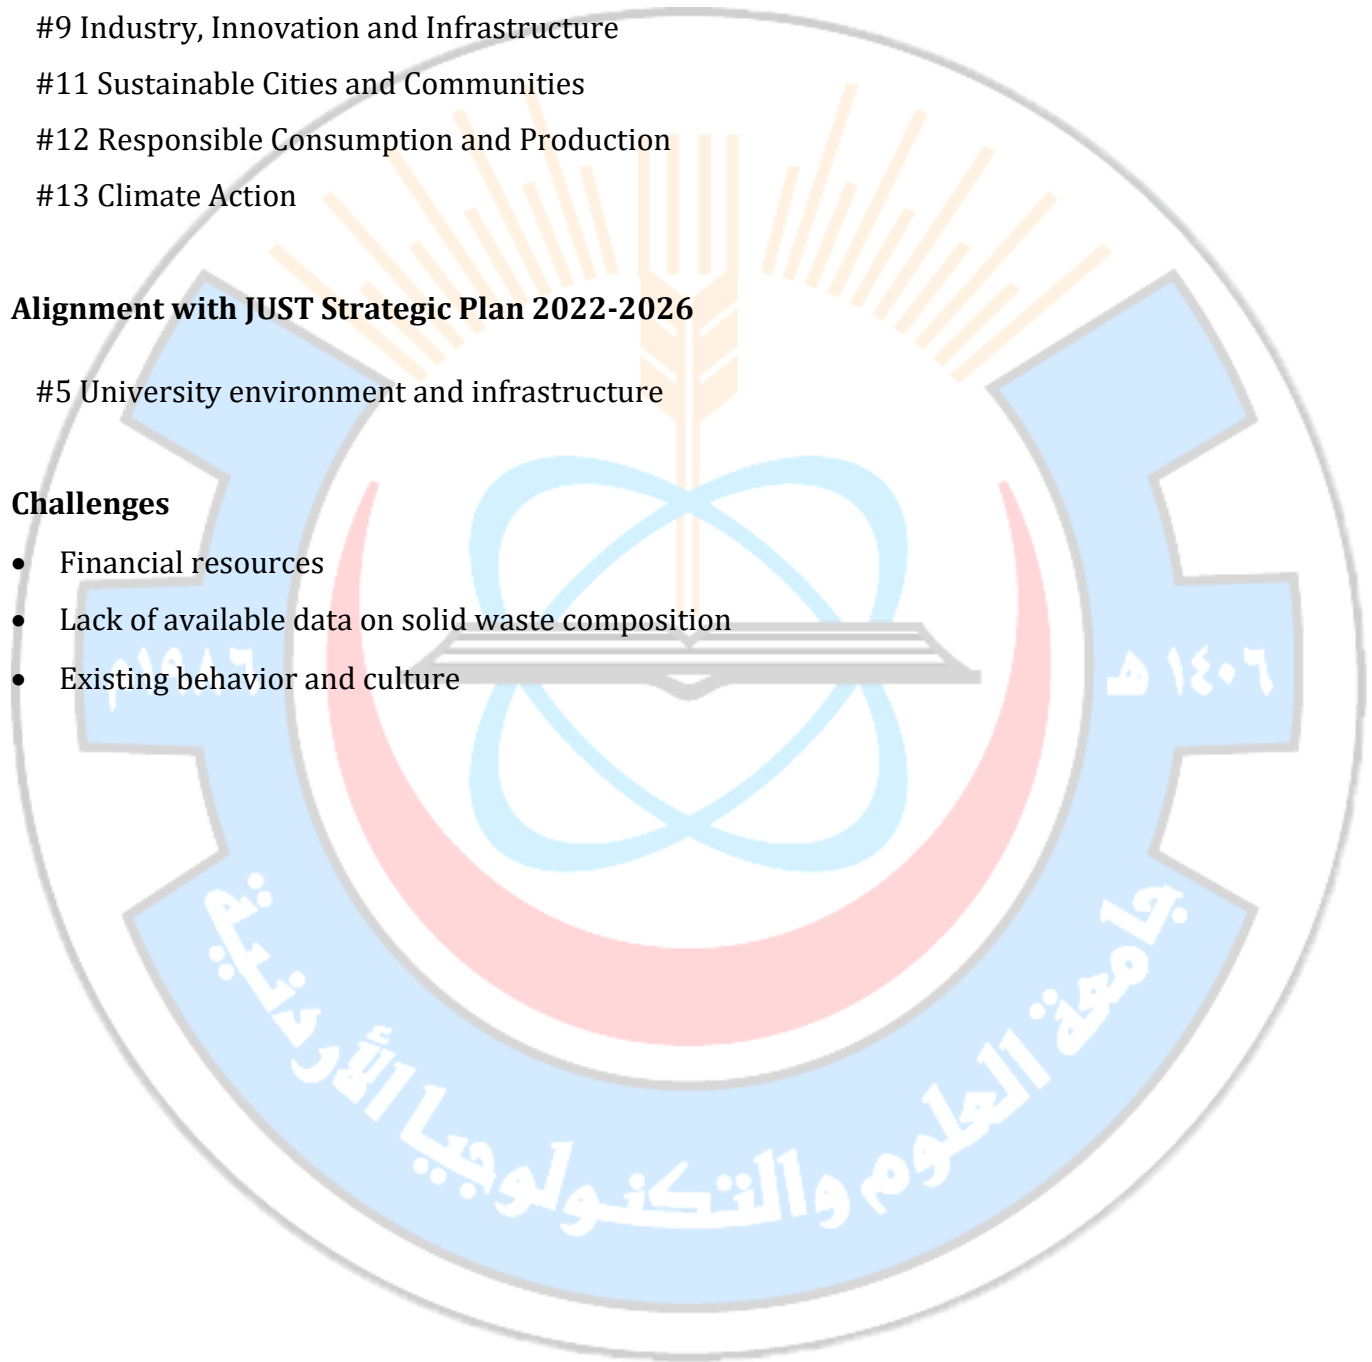 #9 Industry, Innovation and Infrastructure
#11 Sustainable Cities and Communities
#12 Responsible Consumption and Production
#13 Climate Action
Alignment with JUST Strategic Plan 2022-2026
#5 University environment and infrastructure
Challenges
• Financial resources
• Lack of available data on solid waste composition
• Existing behavior and culture
١٩٨٦م
١٤٠٦ هـ
جامعة العلوم والتكنولوجيا الأردنية